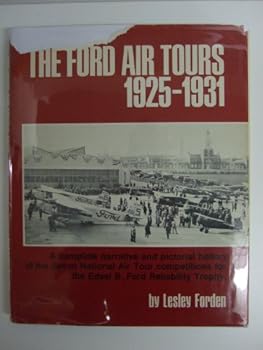 THE FORD AIR TOURS
1925-1931
Ford
A complete narrative and pictorial history
of the seven National Air Tour competitions for
the Edsel B. Ford Reliability Trophy
by Lesley Forden